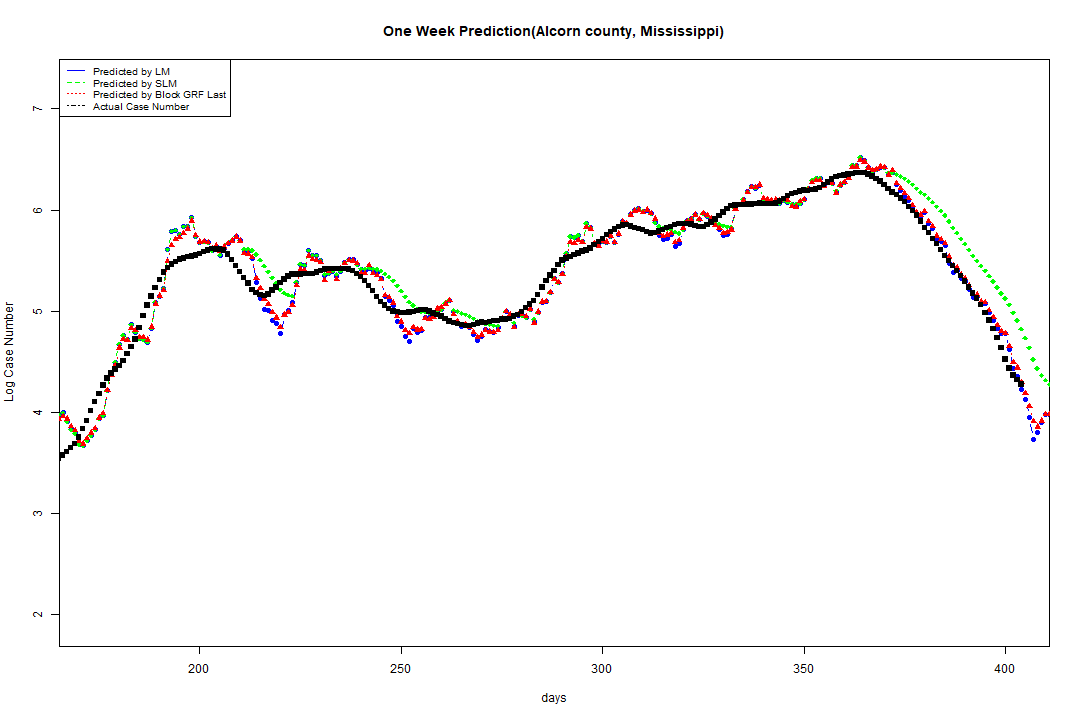 One Week Prediction(Alcorn county, Mississippi)
Predicted by LM
Predicted by SLM
Predicted by Block GRF Last
Actual Case Number
7
6
5
4
3
2
Log Case Number
200 250 300 350 400
days